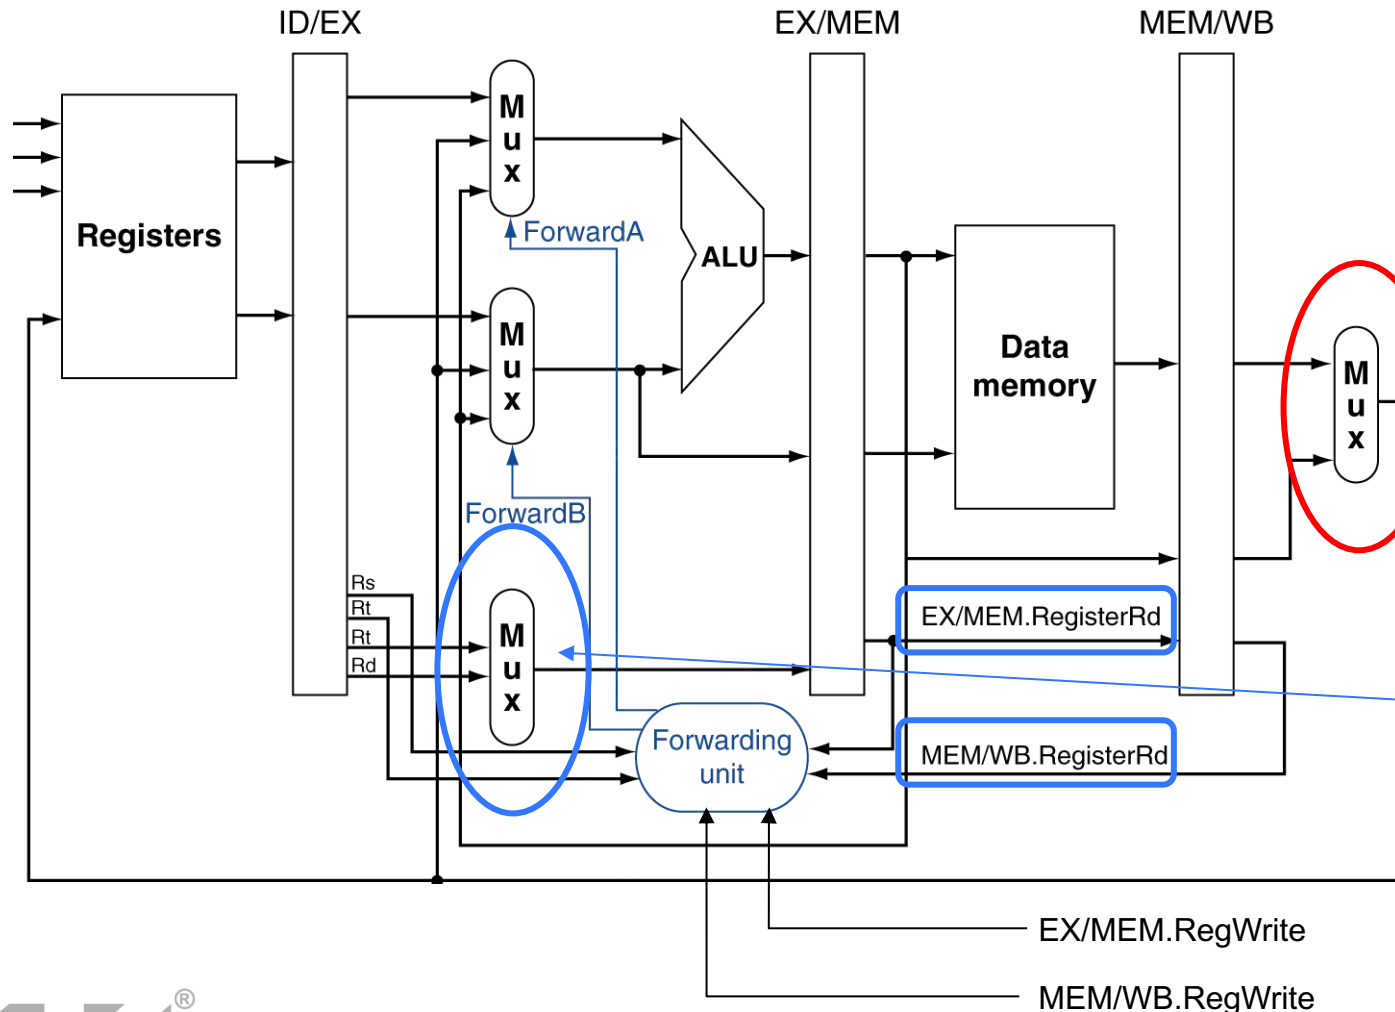 ID/EX
EX/MEM
MEM/WB
M
u
x
Registers
ForwardA
ALU
M
u
x
Data
memory
M
u
x
ForwardB
Rs
Rt
Rt
Rd
M
u
x
EX/MEM.RegisterRd
Forwarding
unit
MEM/WB.RegisterRd
EX/MEM.RegWrite
MEM/WB.RegWrite
®